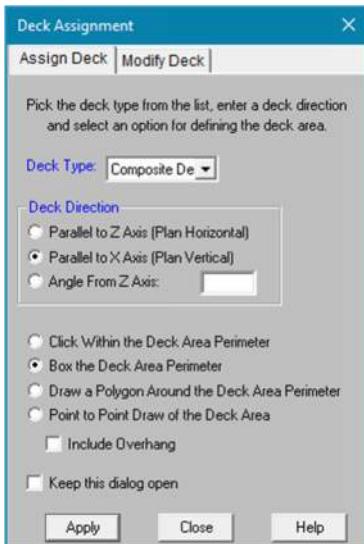 Deck Assignment
Assign Deck Modify Deck
Pick the deck type from the list, enter a deck direction
and select an option for defining the deck area.
Deck Type: Composite De
Deck Direction
Parallel to Z Axis (Plan Horizontal)
Parallel to X Axis (Plan Vertical)
Angle From Z Axis:
Click Within the Deck Area Perimeter
Box the Deck Area Perimeter
Draw a Polygon Around the Deck Area Perimeter
Point to Point Draw of the Deck Area
Include Overhang
Keep this dialog open
Apply Close Help